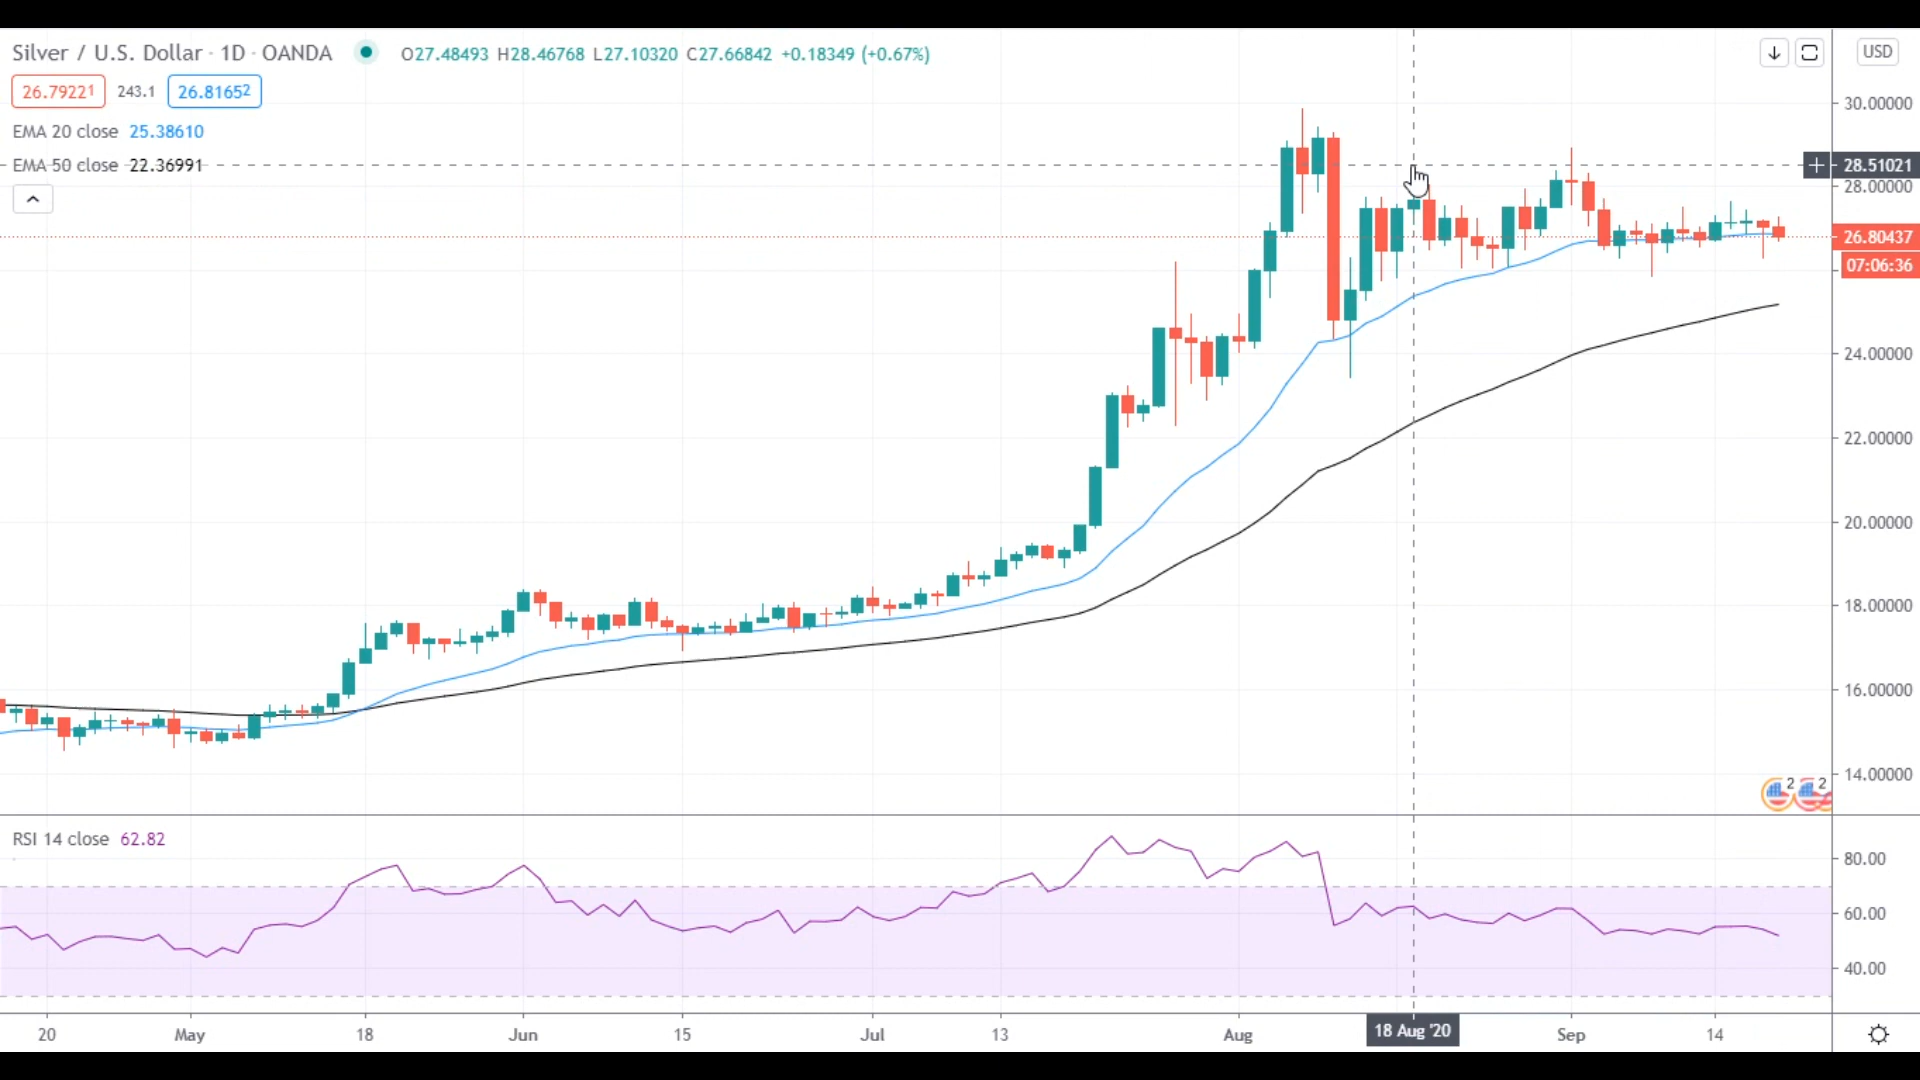 Silver / U.S. Dollar · 1D · OANDA O27.48493 H28.46768 L27.10320 C27.66842 +0.18349 (+0.67%) USD
26.79221 243.1 26.81652
EMA 20 close 25.38610
EMA 50 close 22.36991
30.00000
28.51021
28.00000
26.80437
07:06:36
24.00000
22.00000
20.00000
18.00000
16.00000
14.00000
2 2
RSI 14 close 62.82
80.00
60.00
40.00
20 May 18 Jun 15 Jul 13 Aug 18 Aug '20 Sep 14